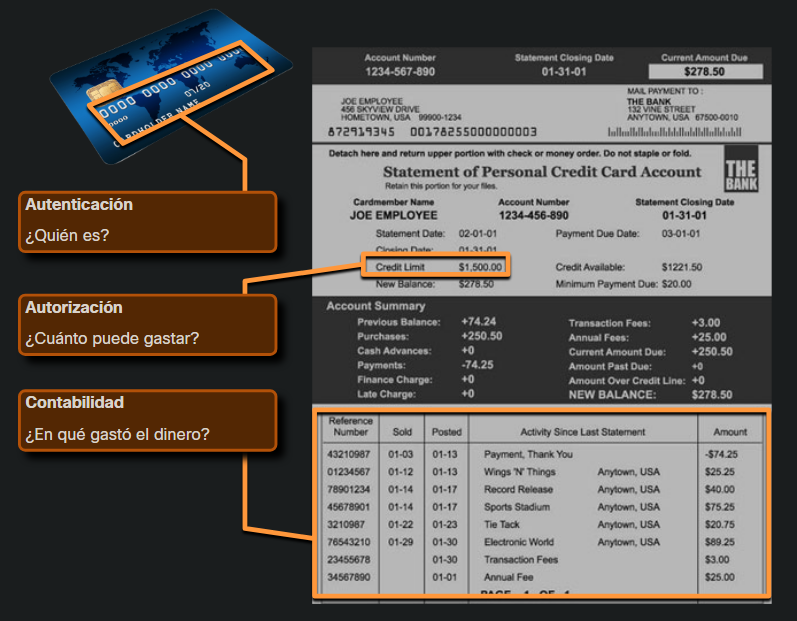 0000 0000 0000 000
0000
01/20
CARDHOLDER NAME
Autenticación
¿Quién es?
Autorización
¿Cuánto puede gastar?
Contabilidad
¿En qué gastó el dinero?
Account Number Statement Closing Date Current Amount Due
1234-567-890 01-31-01 $278.50
MAIL PAYMENT TO :
JOE EMPLOYEE THE BANK
456 SKYVIEW DRIVE 132 VINE STREET
HOMETOWN, USA 99900-1234 ANYTOWN, USA 67500-0010
872919345 001782550000000003
Detach here and return upper portion with check or money order. Do not staple or fold.
Statement of Personal Credit Card Account
Retain this portion for your files.
THE
BANK
Cardmember Name Account Number Statement Closing Date
JOE EMPLOYEE 1234-456-890 01-31-01
Statement Date: 02-01-01 Payment Due Date: 03-01-01
Closing Date: 01-31-01
Credit Limit $1,500.00 Credit Available: $1221.50
New Balance: $278.50 Minimum Payment Due: $20.00
Account Summary
Previous Balance: +74.24 Transaction Fees: +3.00
Purchases: +250.50 Annual Fees: +25.00
Cash Advances: +0 Current Amount Due: +250.50
Payments: -74.25 Amount Past Due: +0
Finance Charge: +0 Amount Over Credit Line: +0
Late Charge: +0 NEW BALANCE: $278.50
Reference
Number Sold Posted Activity Since Last Statement Amount
43210987 01-03 01-13 Payment, Thank You -$74.25
01234567 01-12 01-13 Wings 'N' Things Anytown, USA $25.25
78901234 01-14 01-17 Record Release Anytown, USA $40.00
45678901 01-14 01-17 Sports Stadium Anytown, USA $75.25
3210987 01-22 01-23 Tie Tack Anytown, USA $20.75
76543210 01-29 01-30 Electronic World Anytown, USA $89.25
23455678 01-30 Transaction Fees $3.00
34567890 01-01 Annual Fee $25.00
PAGE 1 OF 1